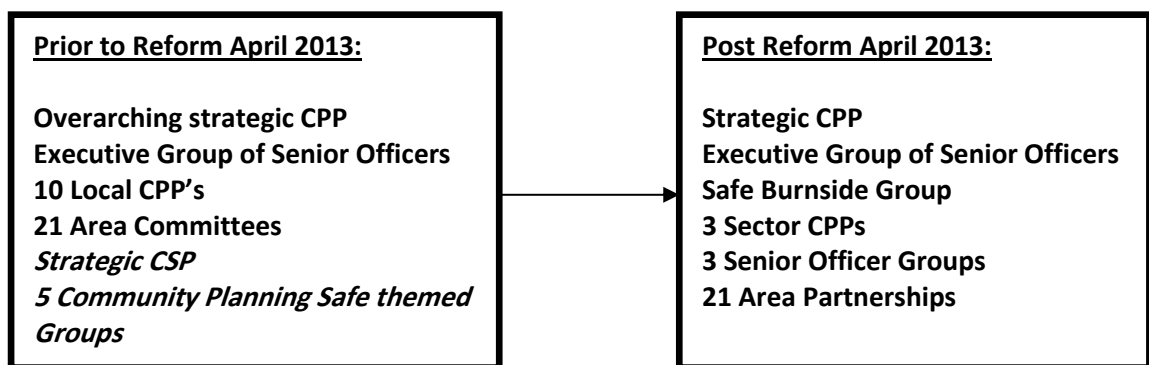 Prior to Reform April 2013:
Overarching strategic CPP
Executive Group of Senior Officers
10 Local CPP's
21 Area Committees
Strategic CSP
5 Community Planning Safe themed
Groups
Post Reform April 2013:
Strategic CPP
Executive Group of Senior Officers
Safe Burnside Group
3 Sector CPPs
3 Senior Officer Groups
21 Area Partnerships